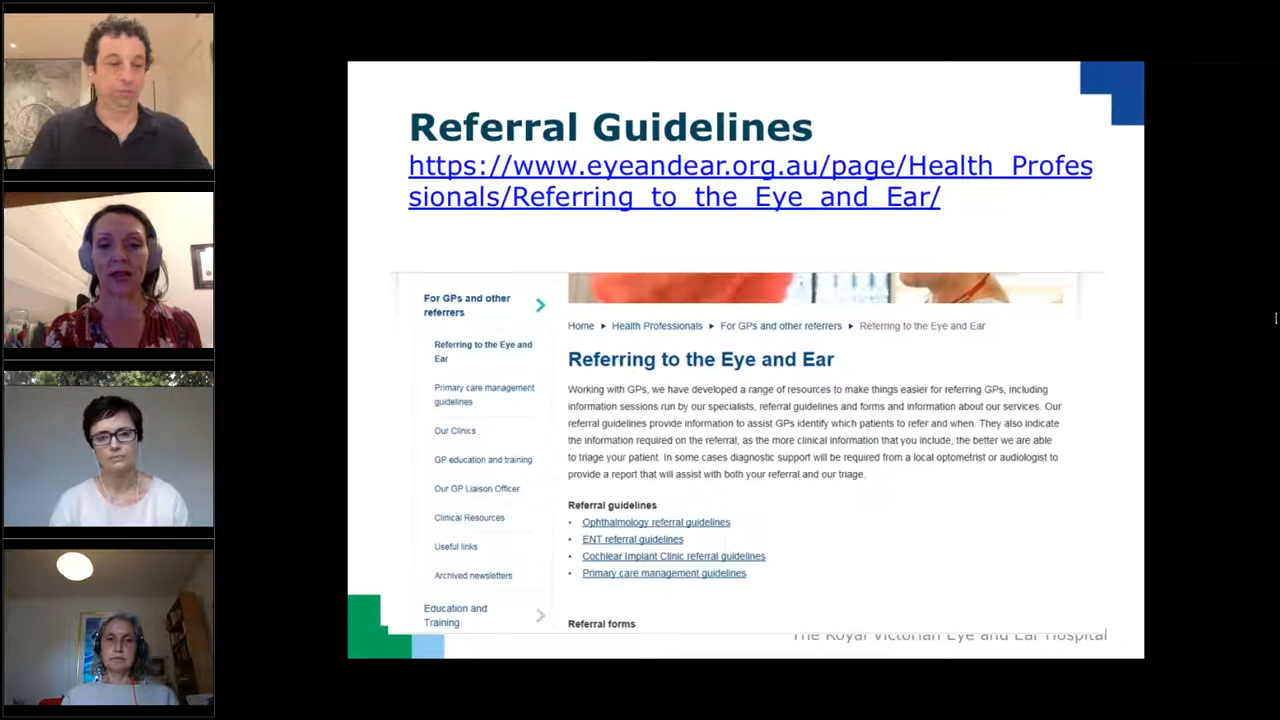 Referral Guidelines
https://www.eyeandear.org.au/page/Health_Profes
sionals/Referring_to_the_Eye_and_Ear/
For GPs and other
referrers
Referring to the Eye and
Ear
Primary care management
guidelines
Our Clinics
GP education and training
Our GP Liaison Officer
Clinical Resources
Useful links
Archived newsletters
Education and
Training
Home ▸ Health Professionals ▸ For GPs and other referrers ▸ Referring to the Eye and Ear
Referring to the Eye and Ear
Working with GPs, we have developed a range of resources to make things easier for referring GPs, including
information sessions run by our specialists, referral guidelines and forms and information about our services. Our
referral guidelines provide information to assist GPs identify which patients to refer and when. They also indicate
the information required on the referral, as the more clinical information that you include, the better we are able
to triage your patient. In some cases diagnostic support will be required from a local optometrist or audiologist to
provide a report that will assist with both your referral and our triage.
Referral guidelines
• Ophthalmology referral guidelines
• ENT referral guidelines
• Cochlear Implant Clinic referral guidelines
• Primary care management guidelines
Referral forms
The Royal Victorian Eye and Ear Hospital